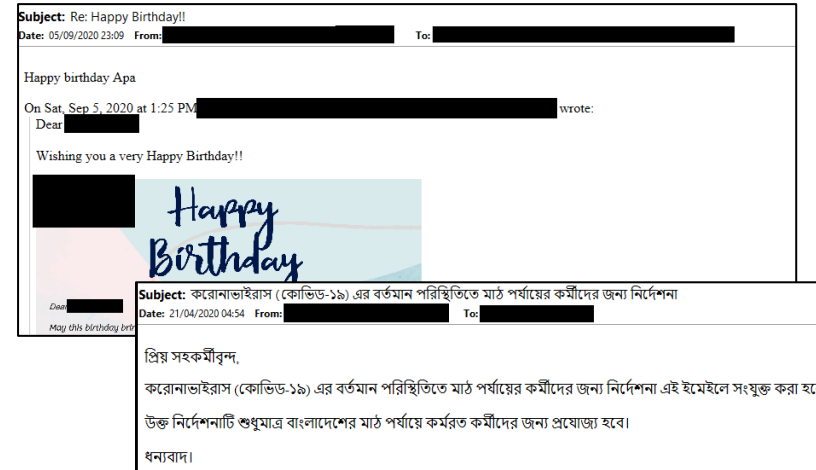 Subject: Re: Happy Birthday!!
Date: 05/09/2020 23:09 From: To:
Happy birthday Apa
On Sat, Sep 5, 2020 at 1:25 PM wrote:
Dear
Wishing you a very Happy Birthday!!
Happy
Birthday
Dear
May this birthday
Subject: করোনাভাইরাস (কোভিড-১৯) এর বর্তমান পরিস্থিতিতে মাঠ পর্যায়ের কর্মীদের জন্য নির্দেশনা
Date: 21/04/2020 04:54 From: To:
প্রিয় সহকর্মীবৃন্দ,
করোনাভাইরাস (কোভিড-১৯) এর বর্তমান পরিস্থিতিতে মাঠ পর্যায়ের কর্মীদের জন্য নির্দেশনা এই ইমেইলে সংযুক্ত করা
উক্ত নির্দেশনাটি শুধুমাত্র বাংলাদেশের মাঠ পর্যায়ে কর্মরত কর্মীদের জন্য প্রযোজ্য হবে।
ধন্যবাদ।